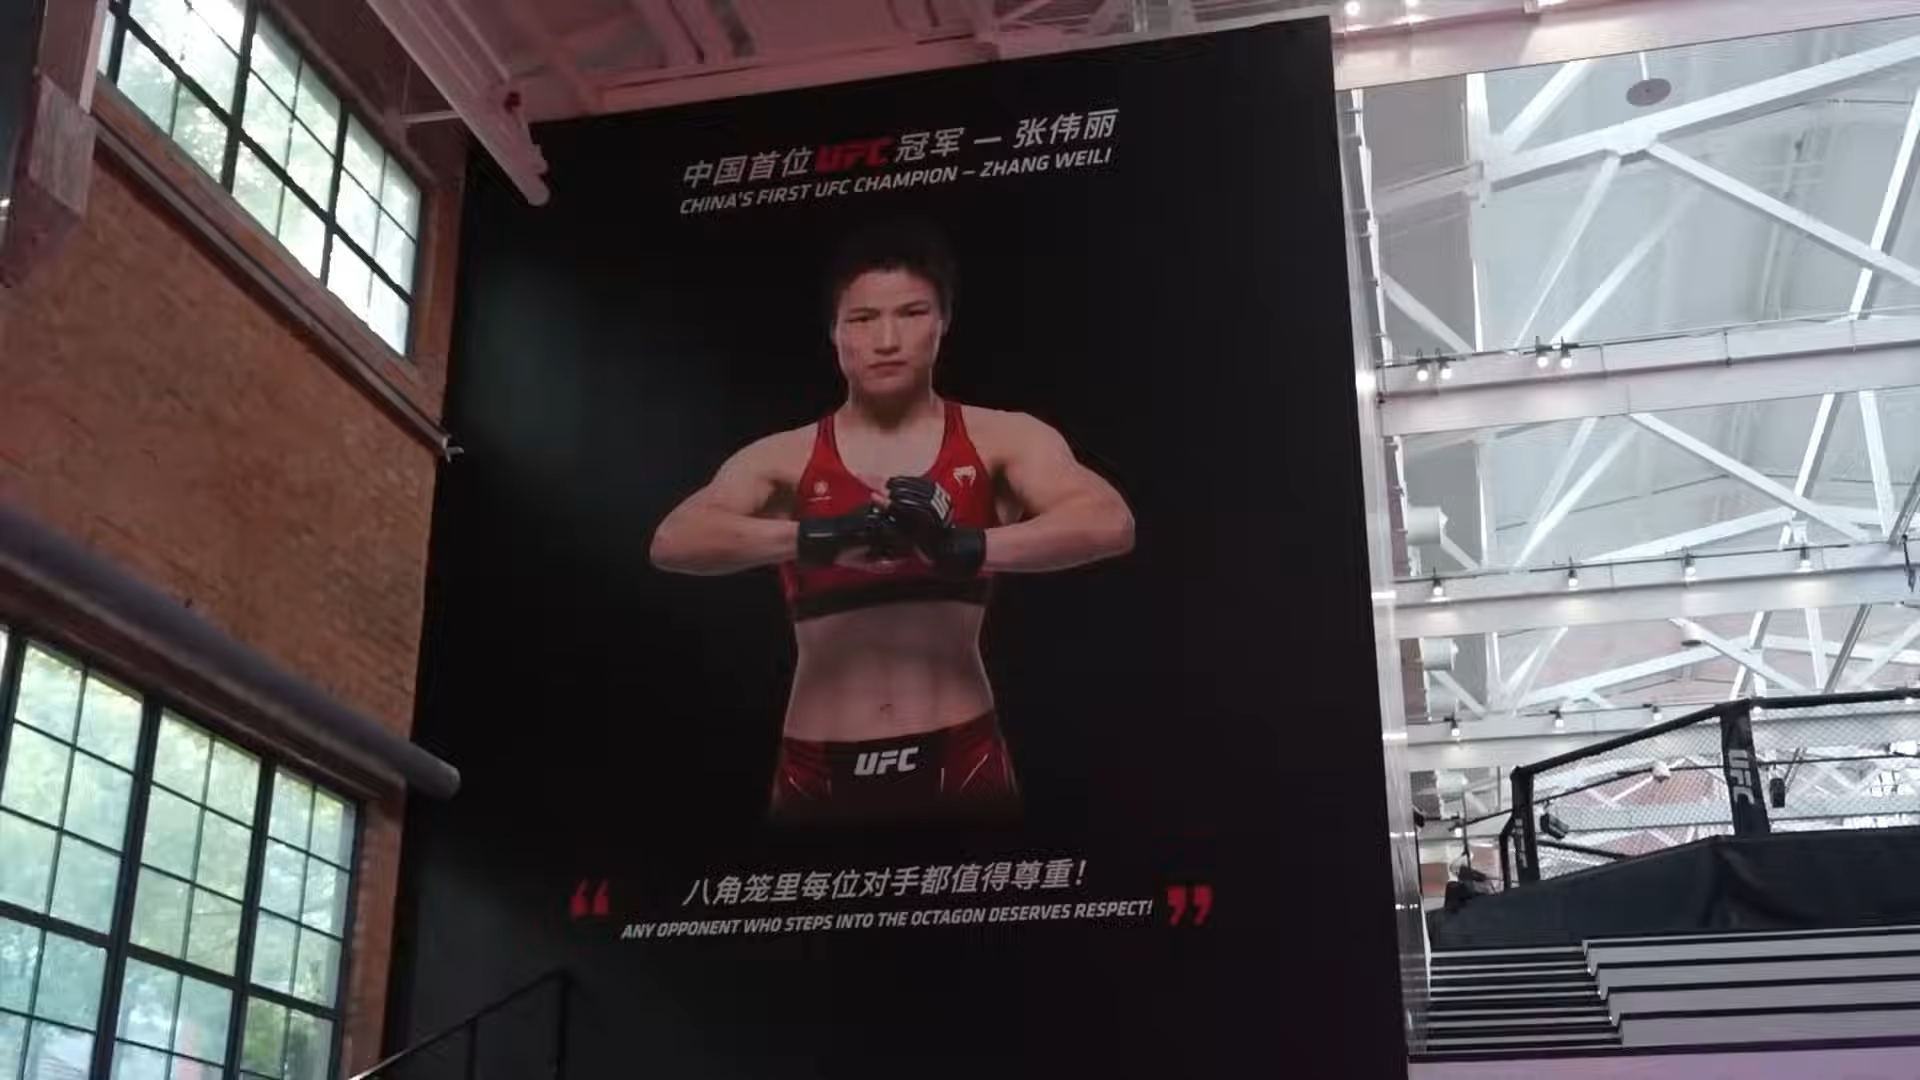 中国首位UFC冠军 — 张伟丽
CHINA'S FIRST UFC CHAMPION – ZHANG WEILI
UFC
UFC
“八角笼里每位对手都值得尊重！”
ANY OPPONENT WHO STEPS INTO THE OCTAGON DESERVES RESPECT!
UFC